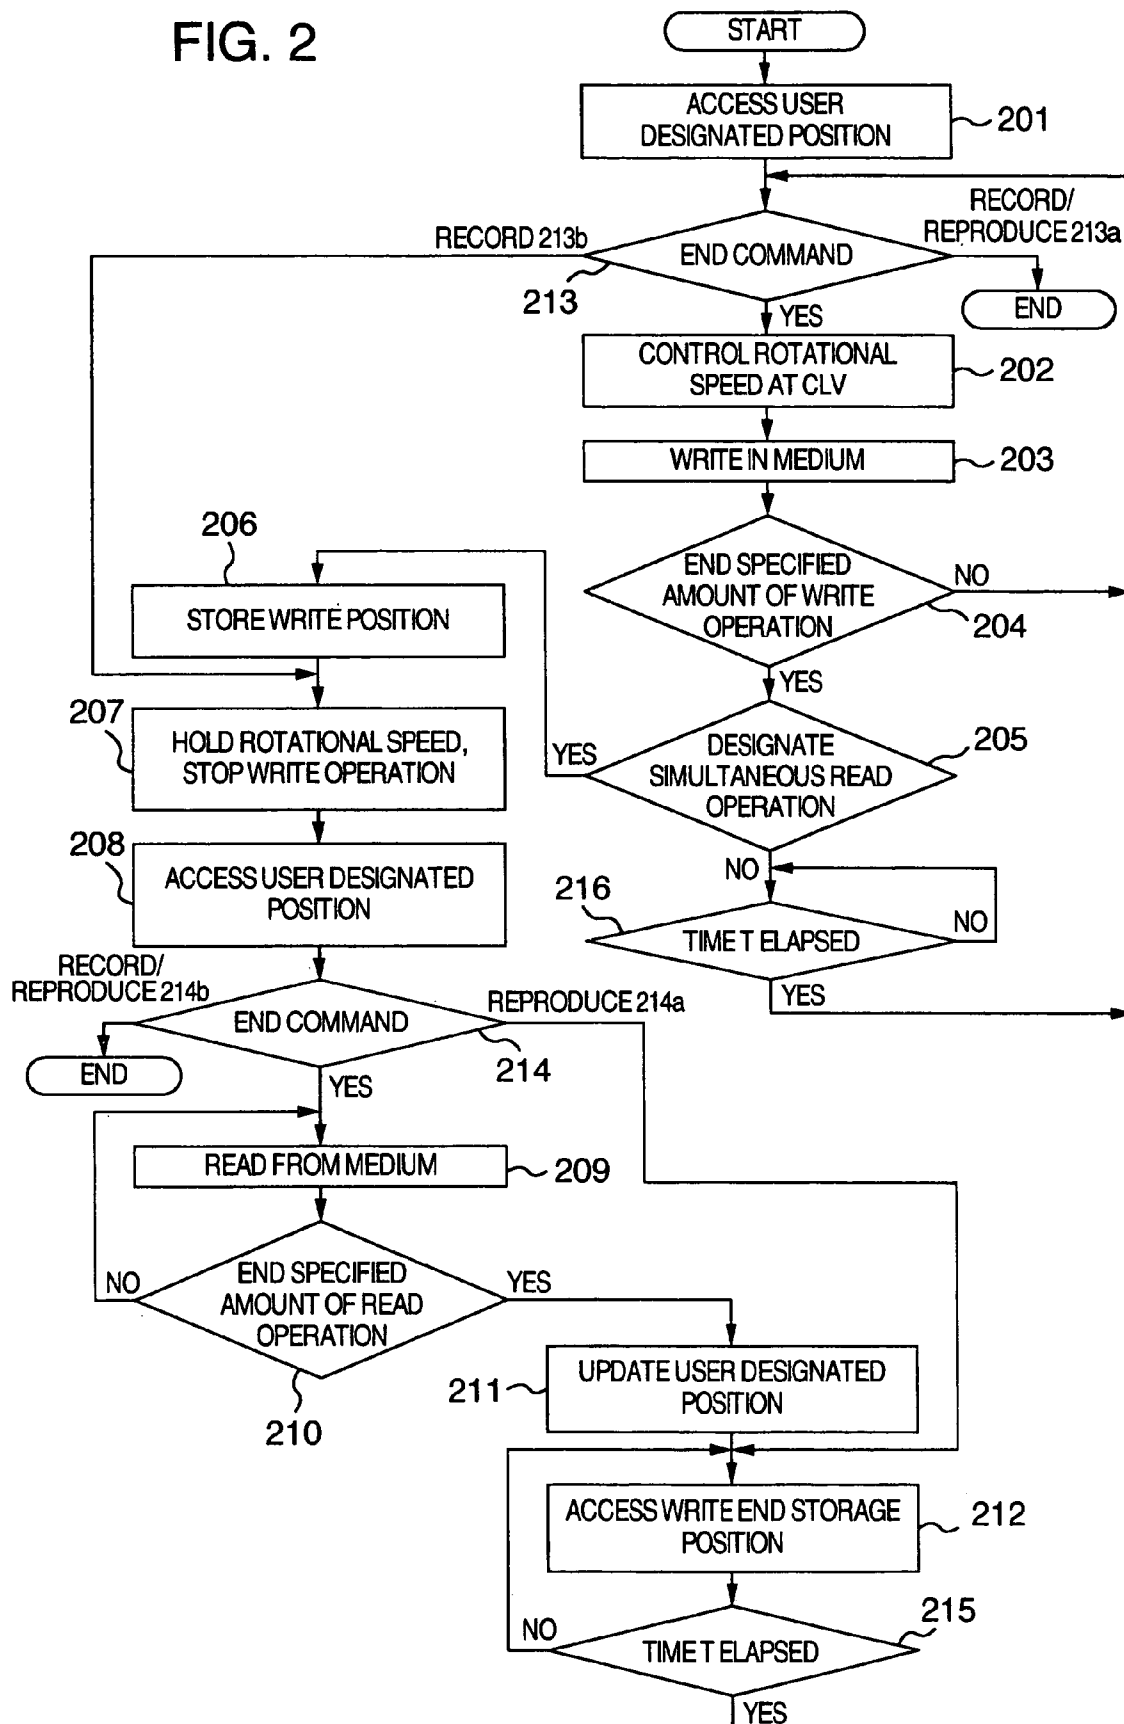 FIG. 2
START
ACCESS USER
DESIGNATED POSITION
201
RECORD/
REPRODUCE 213a
RECORD 213b
END COMMAND
213
END
YES
CONTROL ROTATIONAL
SPEED AT CLV
202
WRITE IN MEDIUM
203
206
END SPECIFIED
AMOUNT OF WRITE
OPERATION
NO
204
STORE WRITE POSITION
YES
207
HOLD ROTATIONAL SPEED,
STOP WRITE OPERATION
YES
DESIGNATE
SIMULTANEOUS READ
OPERATION
205
208
ACCESS USER DESIGNATED
POSITION
NO
216
TIME T ELAPSED
NO
YES
RECORD/
REPRODUCE 214b
END COMMAND
REPRODUCE 214a
214
END
YES
READ FROM MEDIUM
209
NO
END SPECIFIED
AMOUNT OF READ
OPERATION
YES
210
211
UPDATE USER DESIGNATED
POSITION
ACCESS WRITE END STORAGE
POSITION
212
NO
TIME T ELAPSED
215
YES